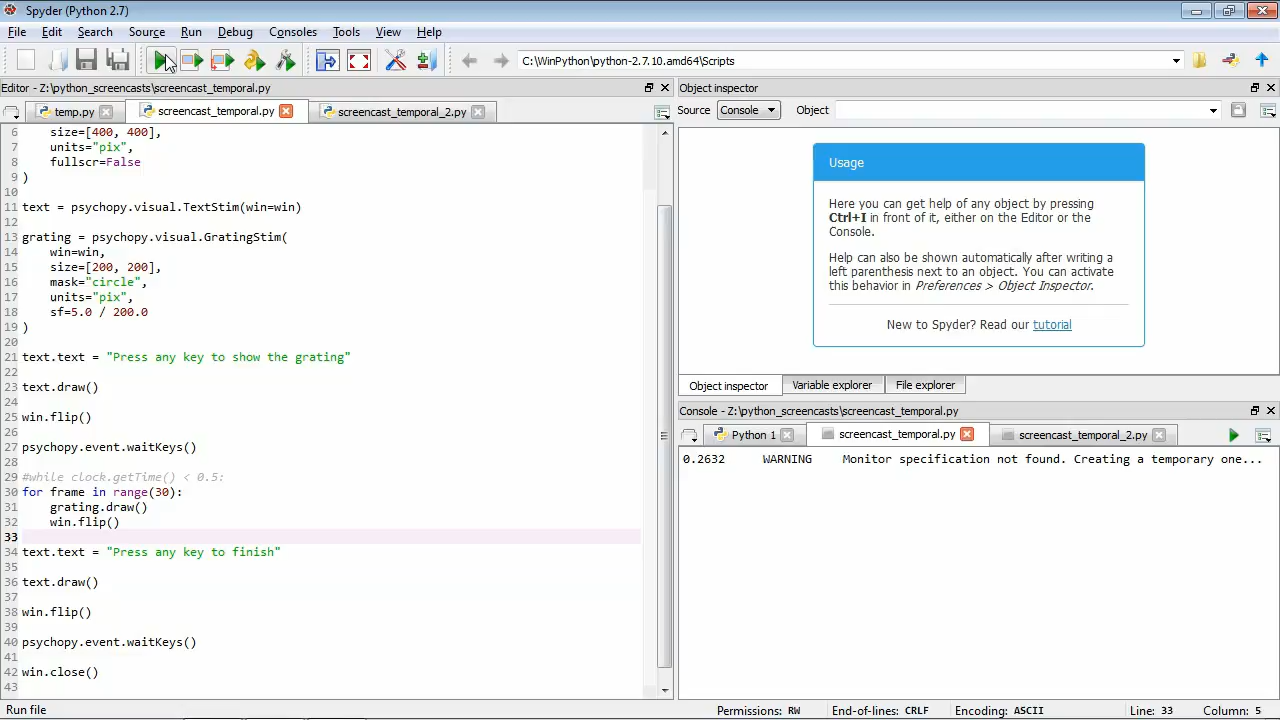 Spyder (Python 2.7)
File Edit Search Source Run Debug Consoles Tools View Help
C:\WinPython\python-2.7.10.amd64\Scripts
Editor - Z:\python_screencasts\screencast_temporal.py
temp.py screencast_temporal.py screencast_temporal_2.py
6 size=[400, 400],
7 units="pix",
8 fullscr=False
9 )
10
11 text = psychopy.visual.TextStim(win=win)
12
13 grating = psychopy.visual.GratingStim(
14 win=win,
15 size=[200, 200],
16 mask="circle",
17 units="pix",
18 sf=5.0 / 200.0
19 )
20
21 text.text = "Press any key to show the grating"
22
23 text.draw()
24
25 win.flip()
26
27 psychopy.event.waitKeys()
28
29 #while clock.getTime() < 0.5:
30 for frame in range(30):
31 grating.draw()
32 win.flip()
33
34 text.text = "Press any key to finish"
35
36 text.draw()
37
38 win.flip()
39
40 psychopy.event.waitKeys()
41
42 win.close()
43
Object inspector
Source Console Object
Usage
Here you can get help of any object by pressing
Ctrl+I in front of it, either on the Editor or the
Console.
Help can also be shown automatically after writing a
left parenthesis next to an object. You can activate
this behavior in Preferences > Object Inspector.
New to Spyder? Read our tutorial
Object inspector Variable explorer File explorer
Console - Z:\python_screencasts\screencast_temporal.py
Python 1 screencast_temporal.py screencast_temporal_2.py
0.2632 WARNING Monitor specification not found. Creating a temporary one...
Run file Permissions: RW End-of-lines: CRLF Encoding: ASCII Line: 33 Column: 5